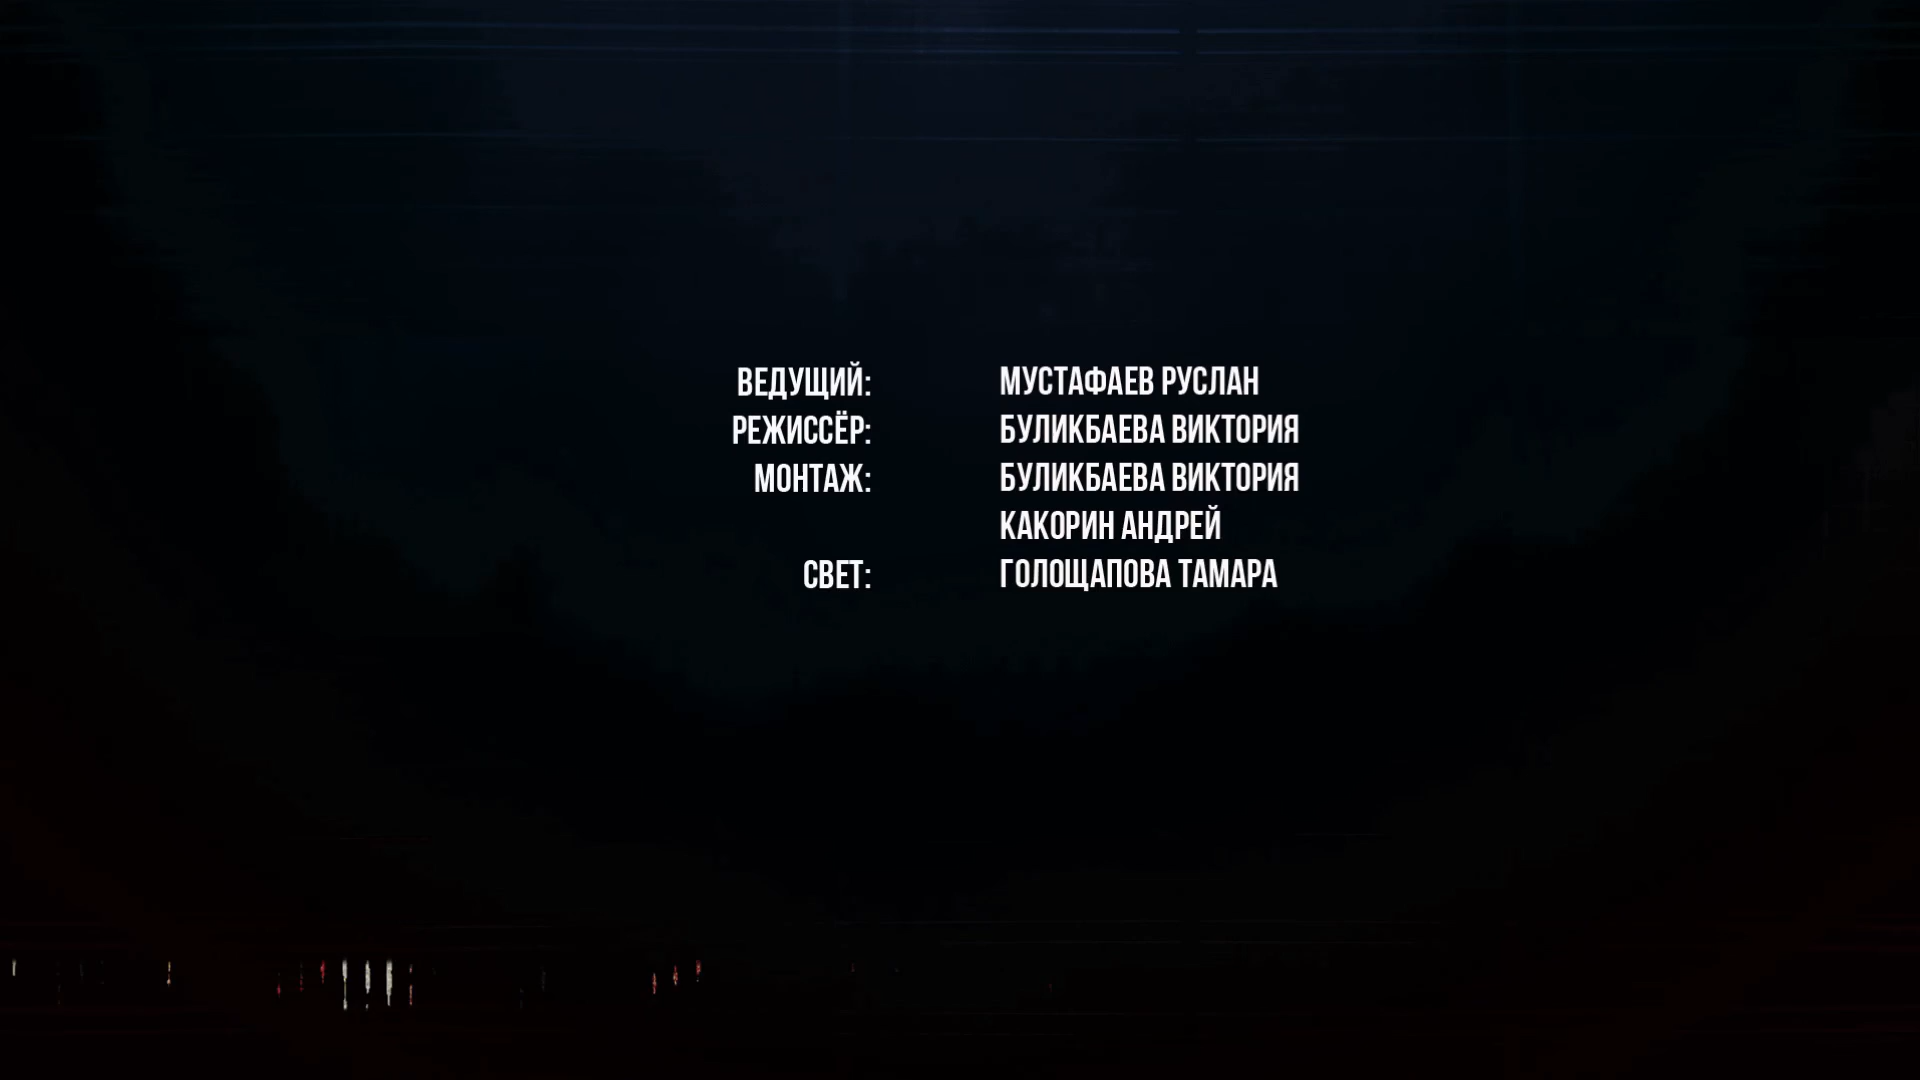 ВЕДУЩИЙ: МУСТАФАЕВ РУСЛАН
РЕЖИССЁР: БУЛИКБАЕВА ВИКТОРИЯ
МОНТАЖ: БУЛИКБАЕВА ВИКТОРИЯ
КАКОРИН АНДРЕЙ
СВЕТ: ГОЛОЩАПОВА ТАМАРА